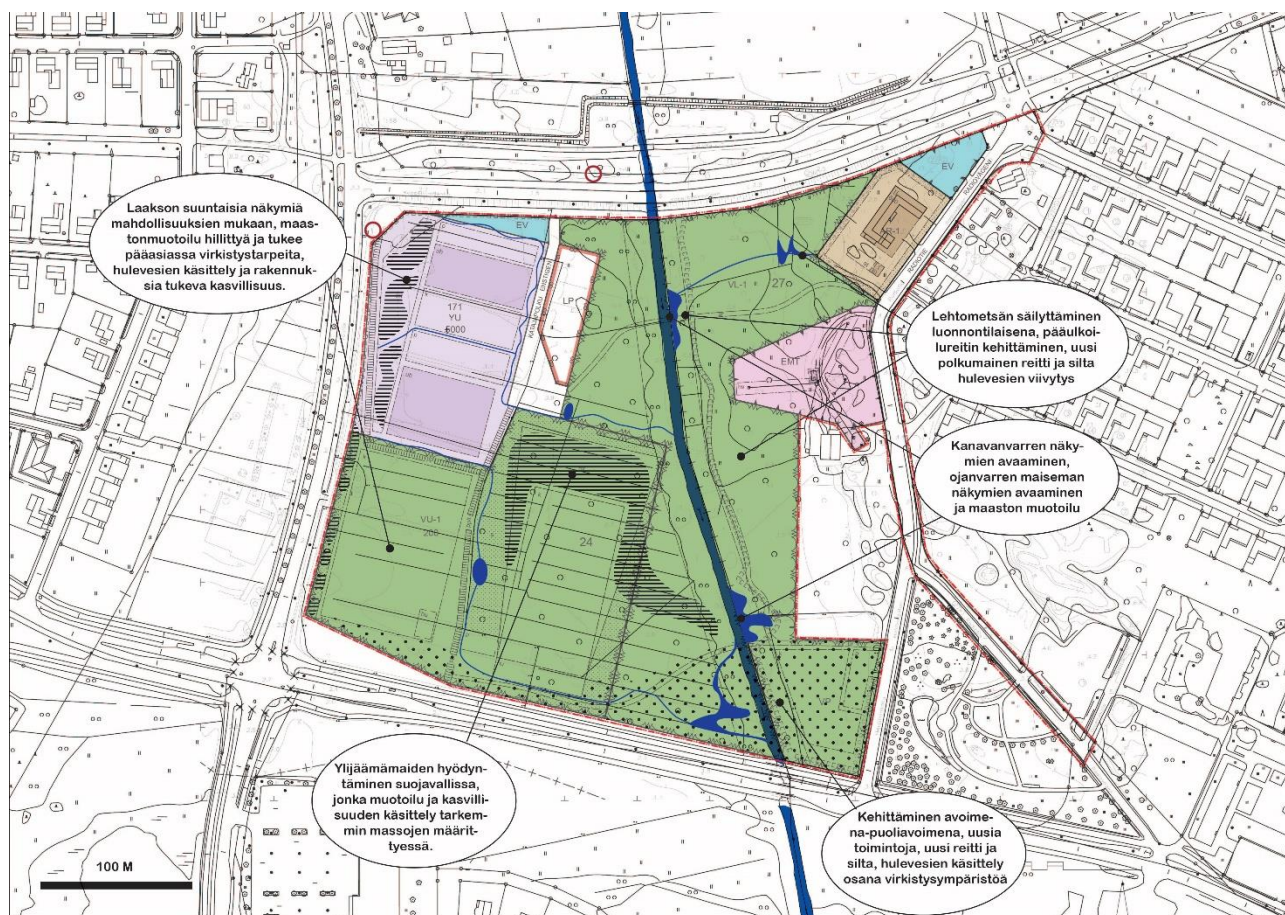 Laakson suuntaisia näkymiä
mahdollisuuksien mukaan, maas-
tonmuotoilu hillittyä ja tukee
pääasiassa virkistystarpeita,
hulevesien käsittely ja rakennuk-
sia tukeva kasvillisuus.
EV
EV
171
YU
5000
LP
VL-1
27
EMT
Lehtometsän säilyttäminen
luonnontilaisena, pääulkoi-
lureitin kehittäminen, uusi
polkumainen reitti ja silta
hulevesien viivytys
Kanavanvarren näky-
mien avaaminen,
ojanvarren maiseman
näkymien avaaminen
ja maaston muotoilu
VU-1
200
24
Ylijäämämaiden hyödyn-
täminen suojavallissa,
jonka muotoilu ja kasvilli-
suuden käsittely tarkem-
min massojen määrit-
tyessä.
Kehittäminen avoime-
na-puoliavoimena, uusia
toimintoja, uusi reitti ja
silta, hulevesien käsittely
osana virkistysympäristöä
100 M